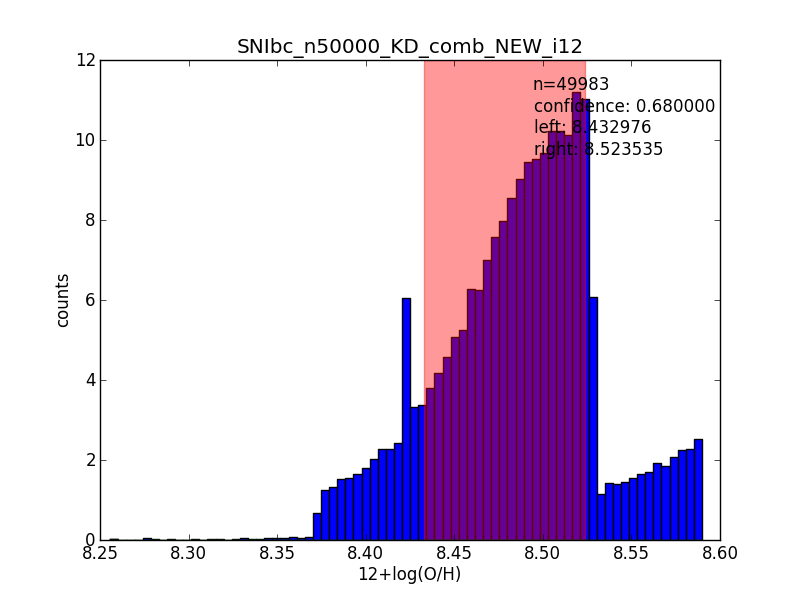 SNIbc_n50000_KD_comb_NEW_i12
n=49983
confidence: 0.680000
left: 8.432976
right: 8.523535
12
10
8
6
4
2
0
counts
8.25 8.30 8.35 8.40 8.45 8.50 8.55 8.60
12+log(O/H)